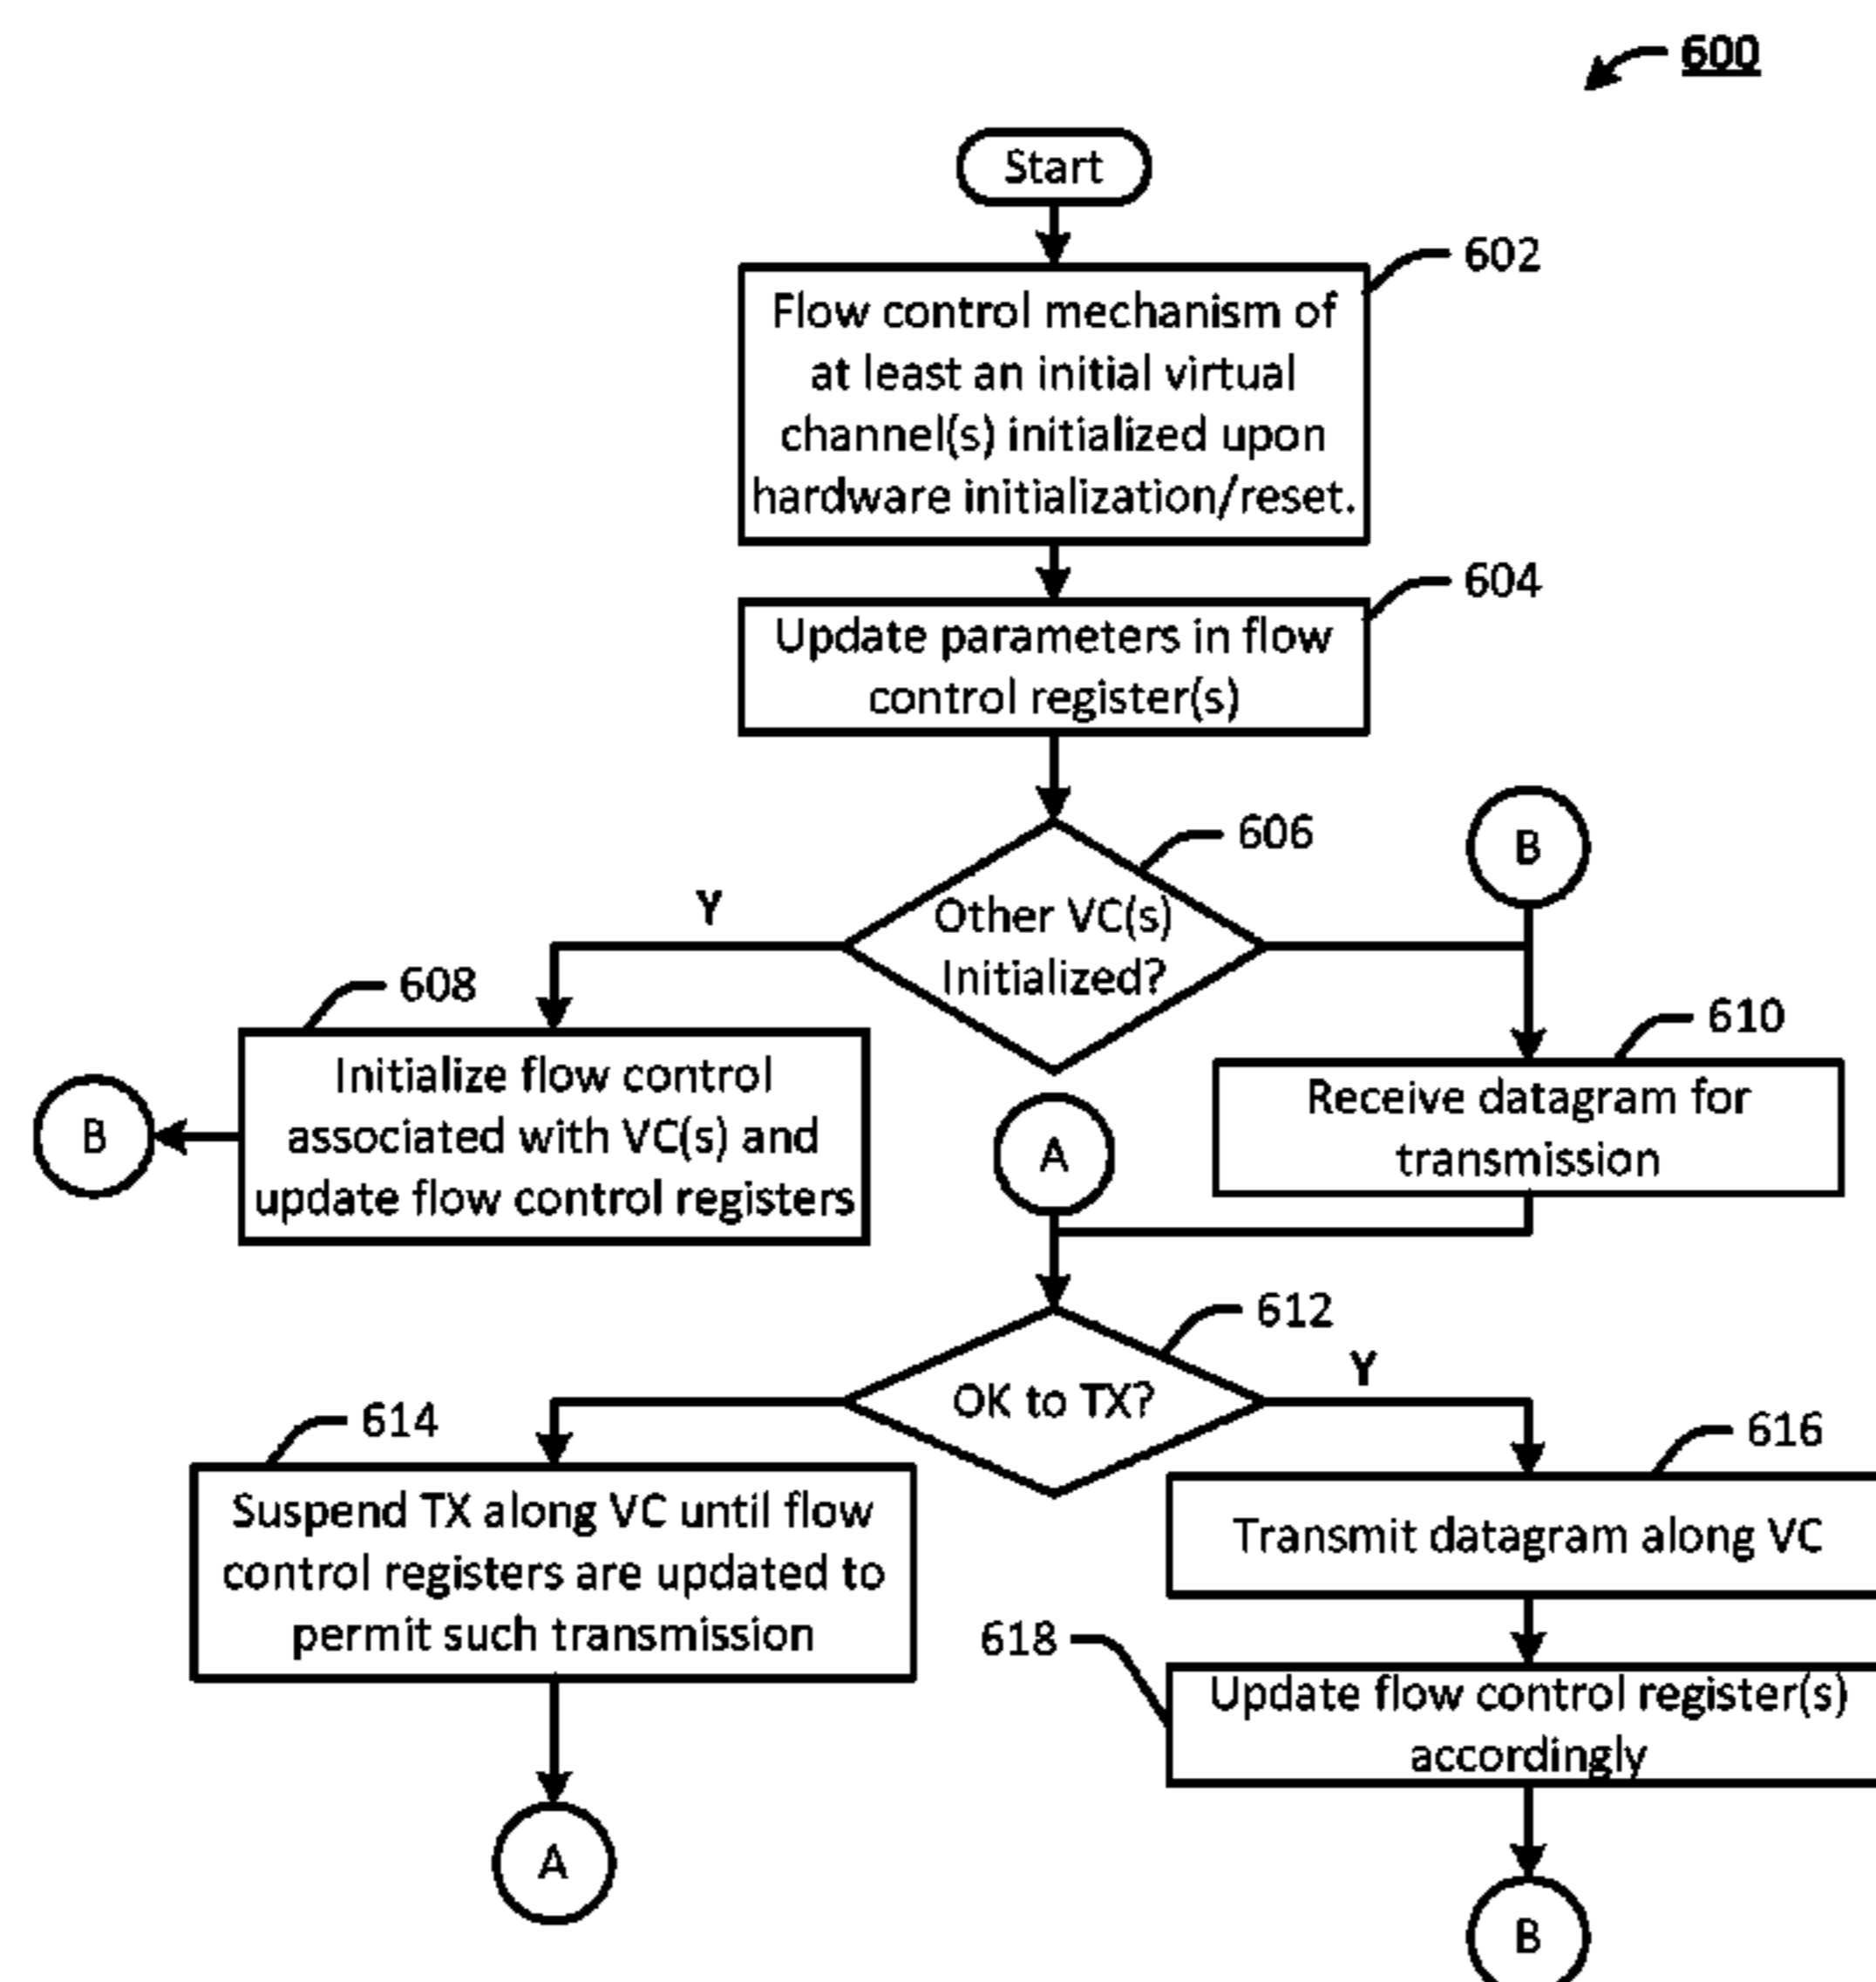 600
Start
602
Flow control mechanism of
at least an initial virtual
channel(s) initialized upon
hardware initialization/reset.
604
Update parameters in flow
control register(s)
606
B
Y
Other VC(s)
Initialized?
608
610
Initialize flow control
associated with VC(s) and
update flow control registers
B
A
Receive datagram for
transmission
612
OK to TX?
Y
614
616
Suspend TX along VC until flow
control registers are updated to
permit such transmission
Transmit datagram along VC
618
Update flow control register(s)
accordingly
A
B